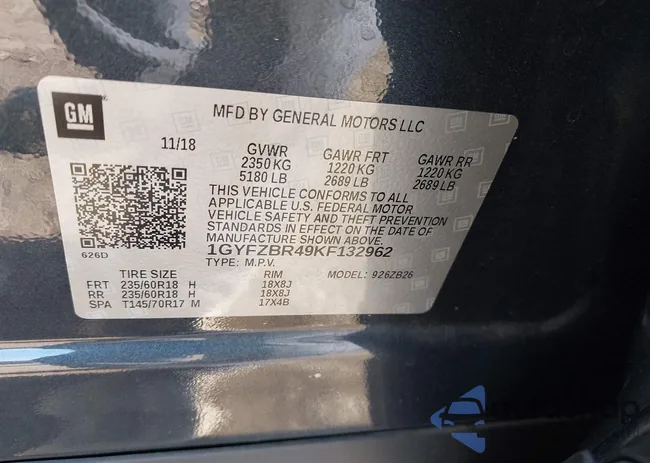 GM
MFD BY GENERAL MOTORS LLC
11/18
GVWR GAWR FRT GAWR RR
2350 KG 1220 KG 1220 KG
5180 LB 2689 LB 2689 LB
THIS VEHICLE CONFORMS TO ALL
APPLICABLE U.S. FEDERAL MOTOR
VEHICLE SAFETY AND THEFT PREVENTION
STANDARDS IN EFFECT ON THE DATE OF
MANUFACTURE SHOWN ABOVE.
1GYFZBR49KF132962
626D
TYPE: M.P.V. MODEL: 926ZB26
TIRE SIZE RIM
FRT 235/60R18 H 18X8J
RR 235/60R18 H 18X8J
SPA T145/70R17 M 17X4B